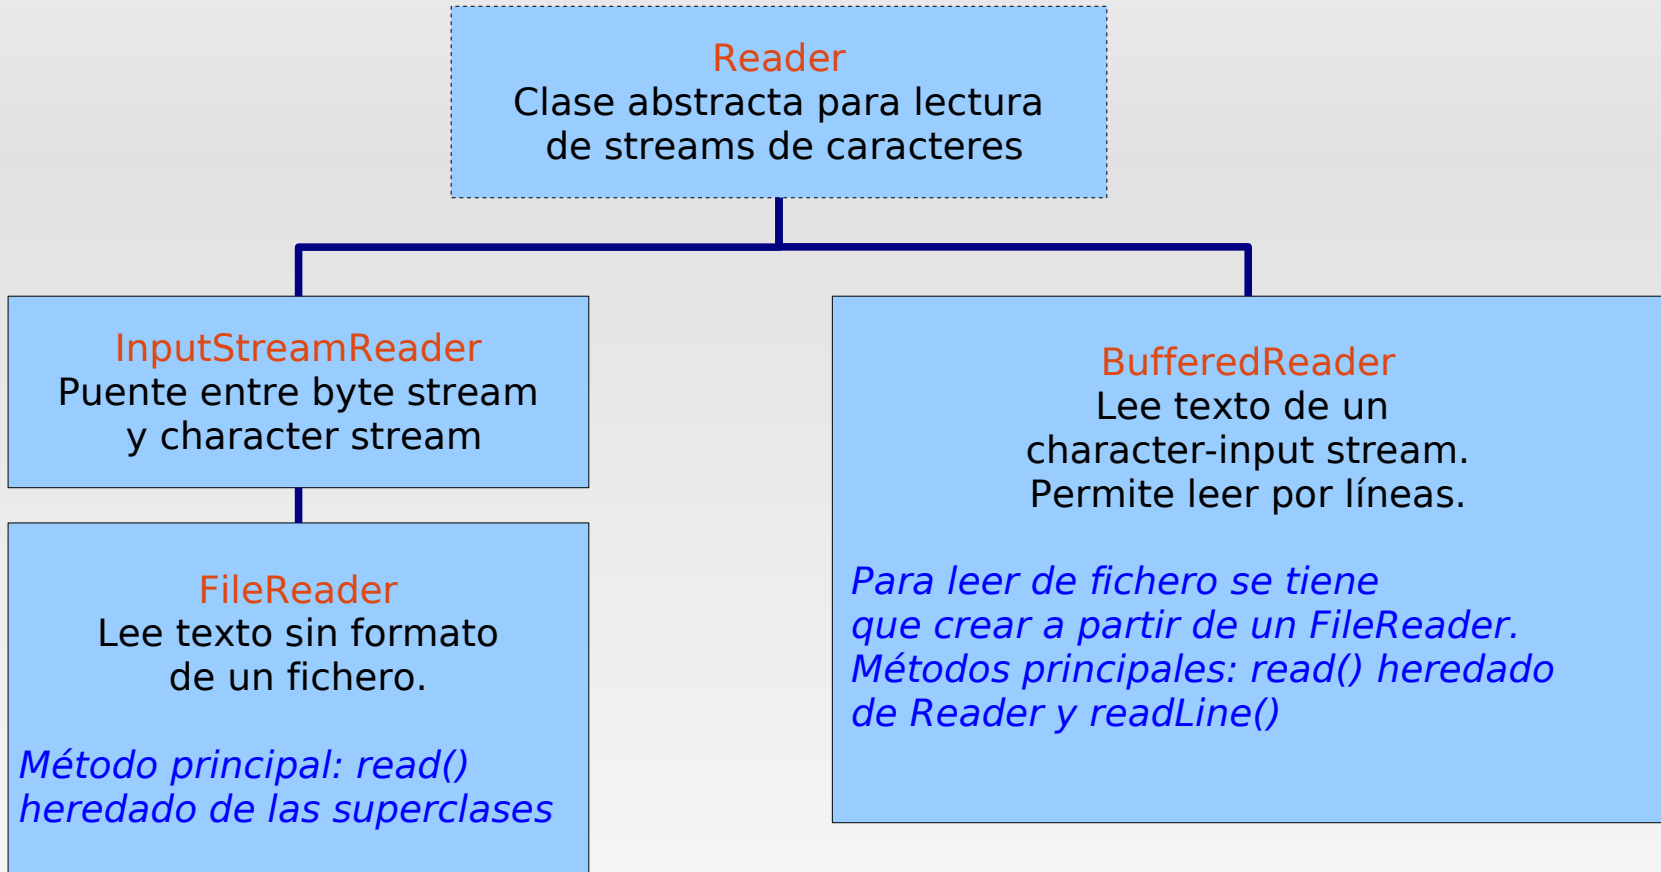 Reader
Clase abstracta para lectura
de streams de caracteres
InputStreamReader
Puente entre byte stream
y character stream
FileReader
Lee texto sin formato
de un fichero.
Método principal: read()
heredado de las superclases
BufferedReader
Lee texto de un
character-input stream.
Permite leer por líneas.
Para leer de fichero se tiene
que crear a partir de un FileReader.
Métodos principales: read() heredado
de Reader y readLine()